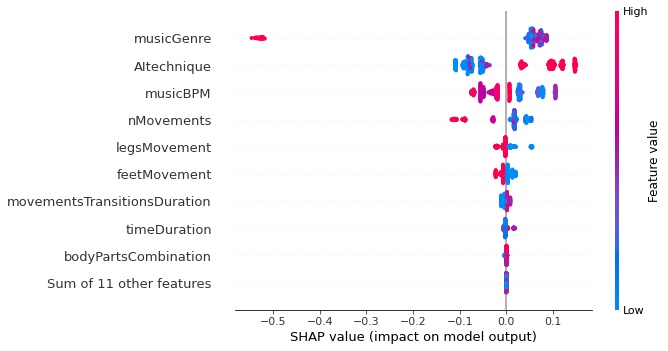 High
musicGenre
AItechnique
musicBPM
nMovements
legsMovement
feetMovement
movementsTransitionsDuration
timeDuration
bodyPartsCombination
Sum of 11 other features
Feature value
Low
−0.5 −0.4 −0.3 −0.2 −0.1 0.0 0.1
SHAP value (impact on model output)